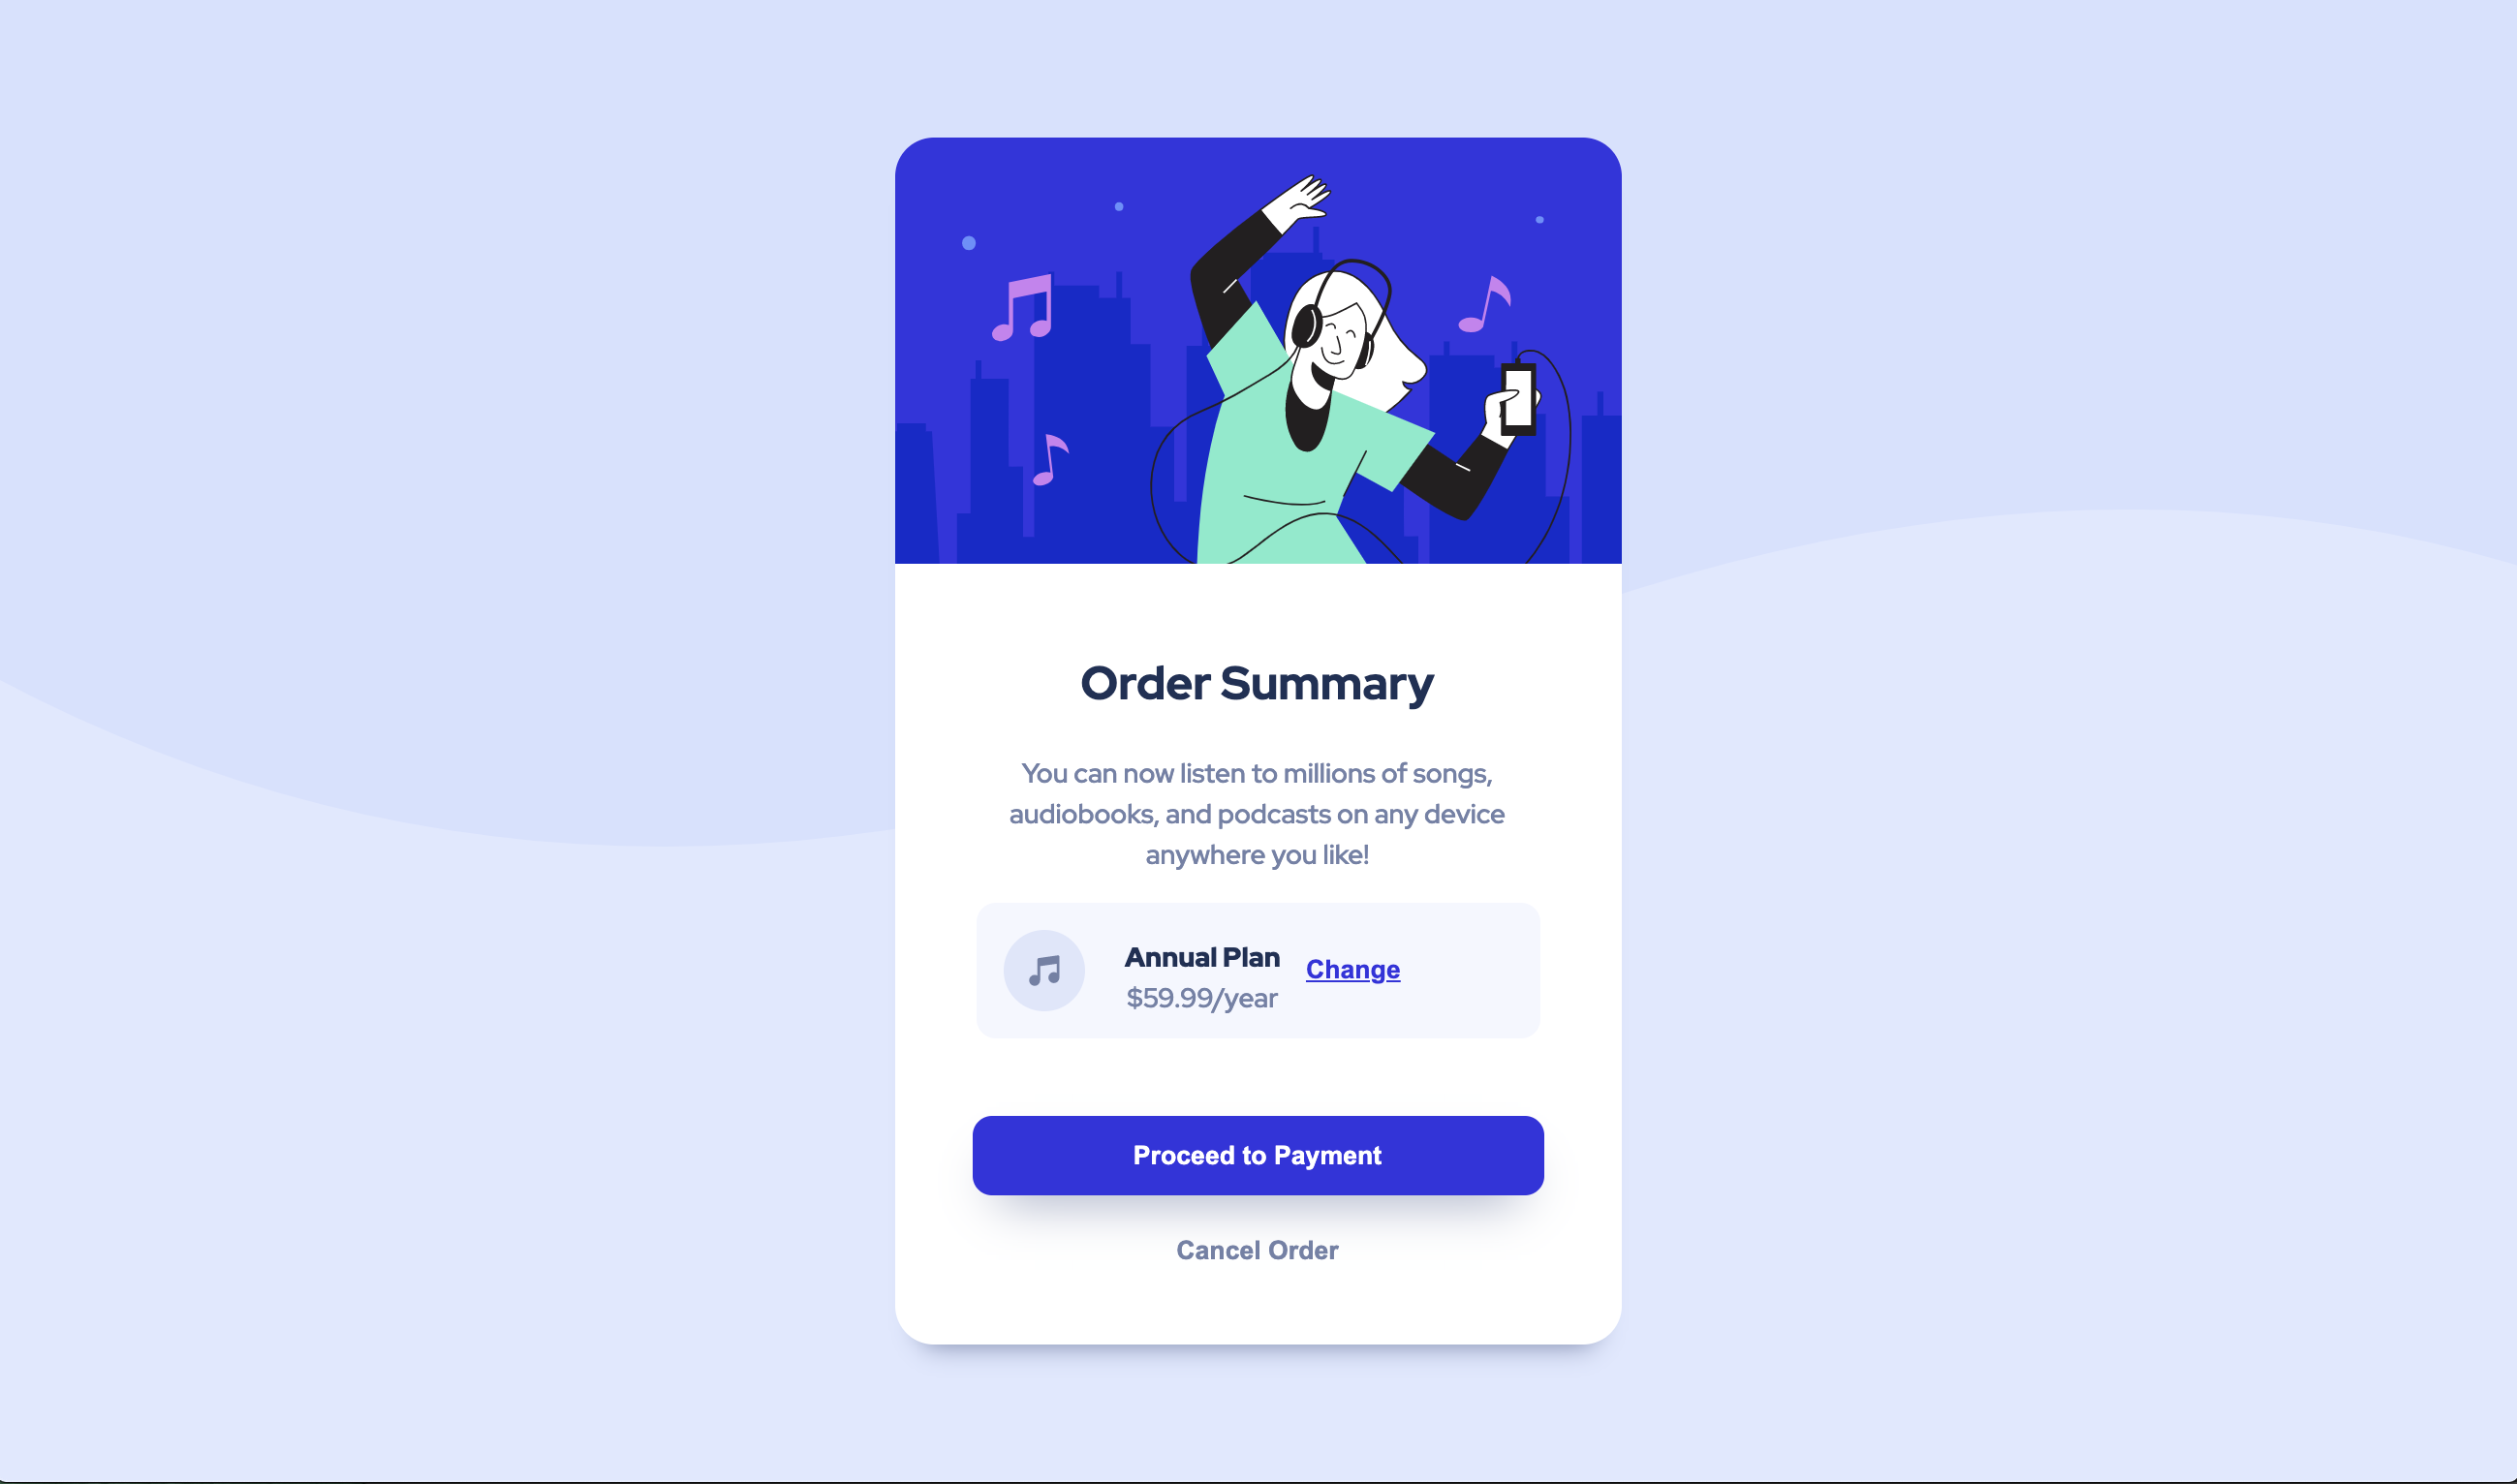 Order Summary
You can now listen to millions of songs,
audiobooks, and podcasts on any device
anywhere you like!
Annual Plan
Change
$59.99/year
Proceed to Payment
Cancel Order